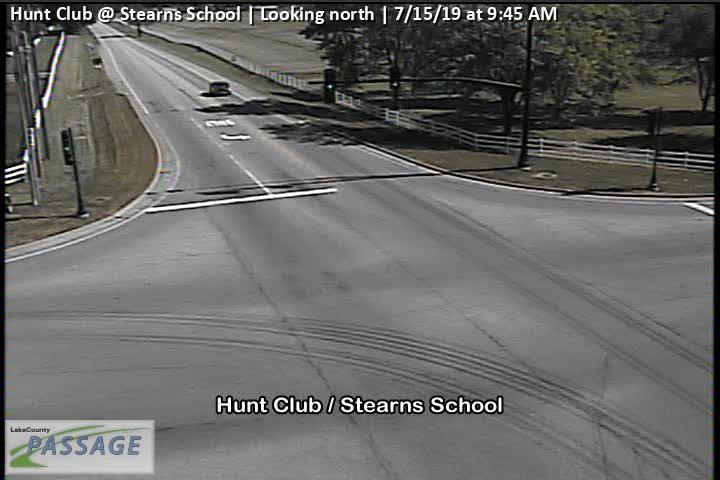 Hunt Club @ Stearns School | Looking north | 7/15/19 at 9:45 AM
Hunt Club / Stearns School
LakeCounty
PASSAGE